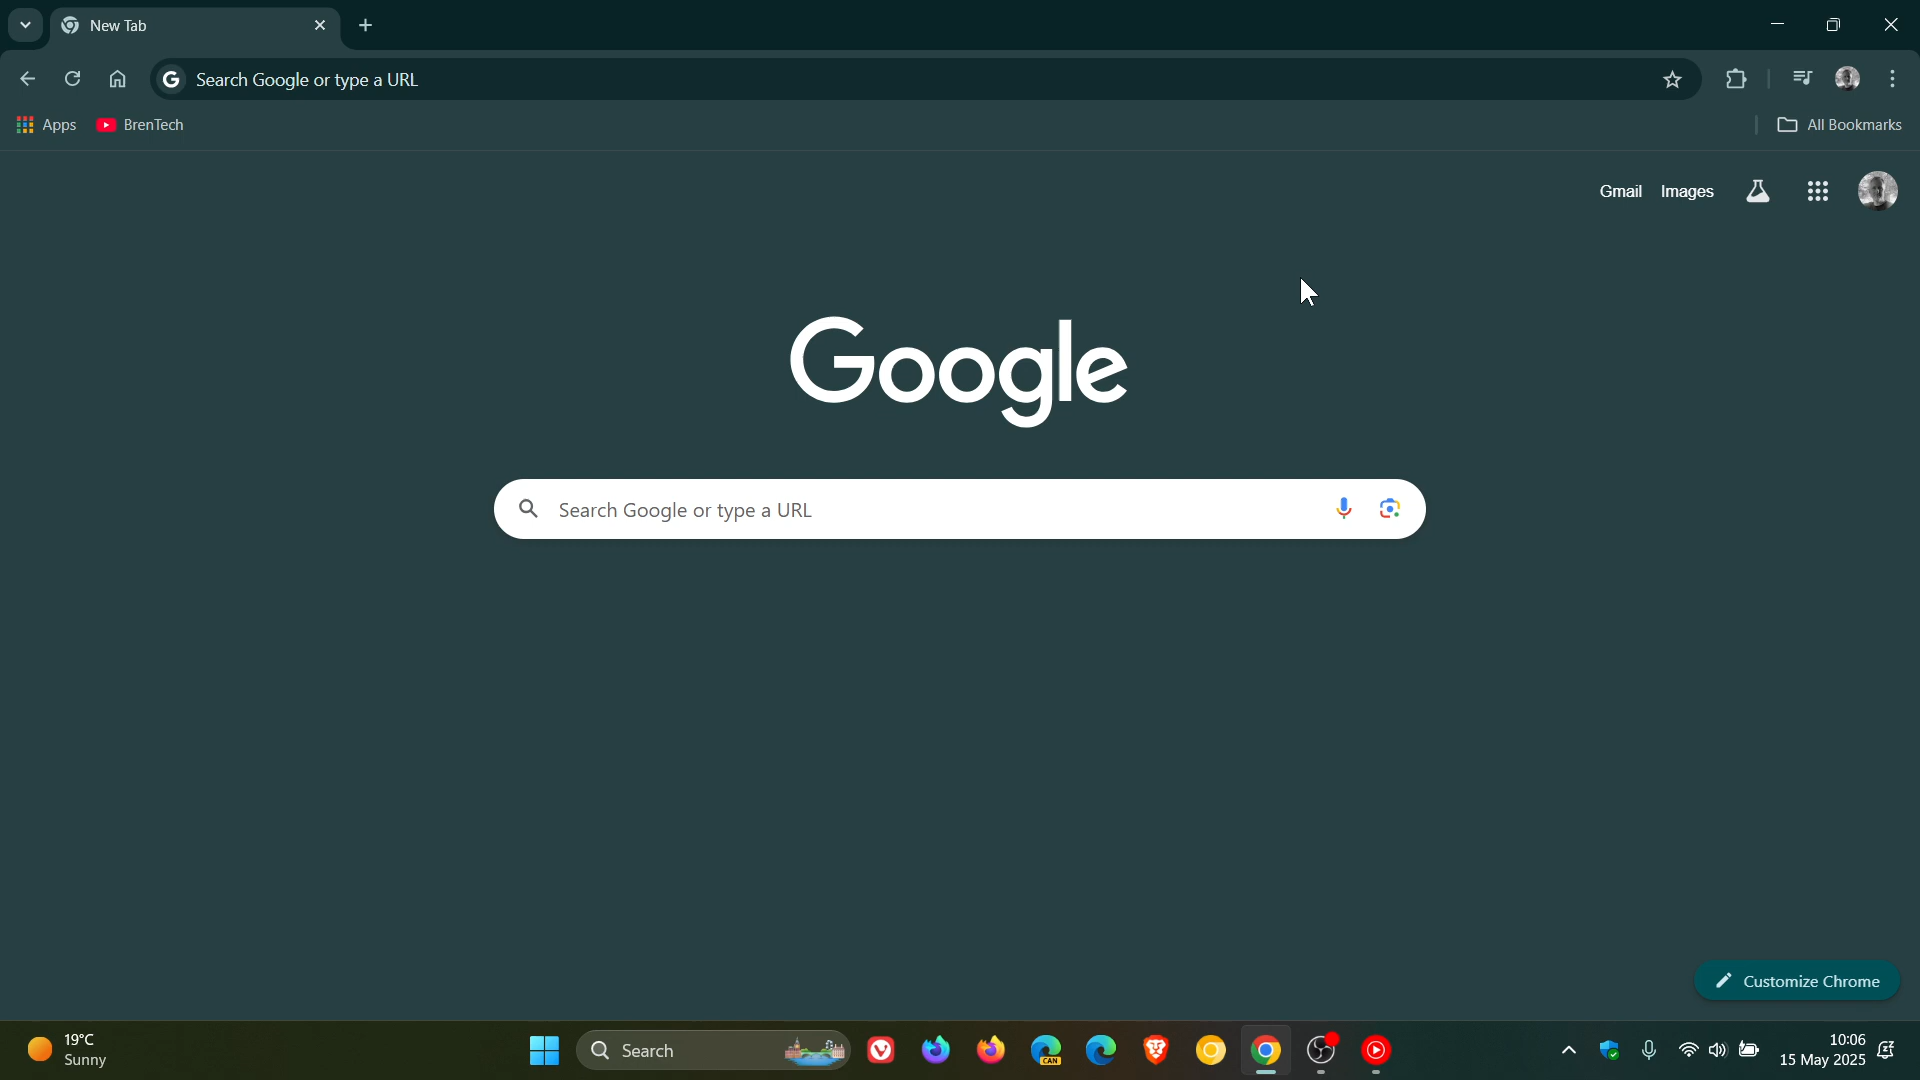 New Tab
Search Google or type a URL
Apps
BrenTech
All Bookmarks
Gmail
Images
Google
Search Google or type a URL
Customize Chrome
19°C
Sunny
Search
CAN
10:06
15 May 2025